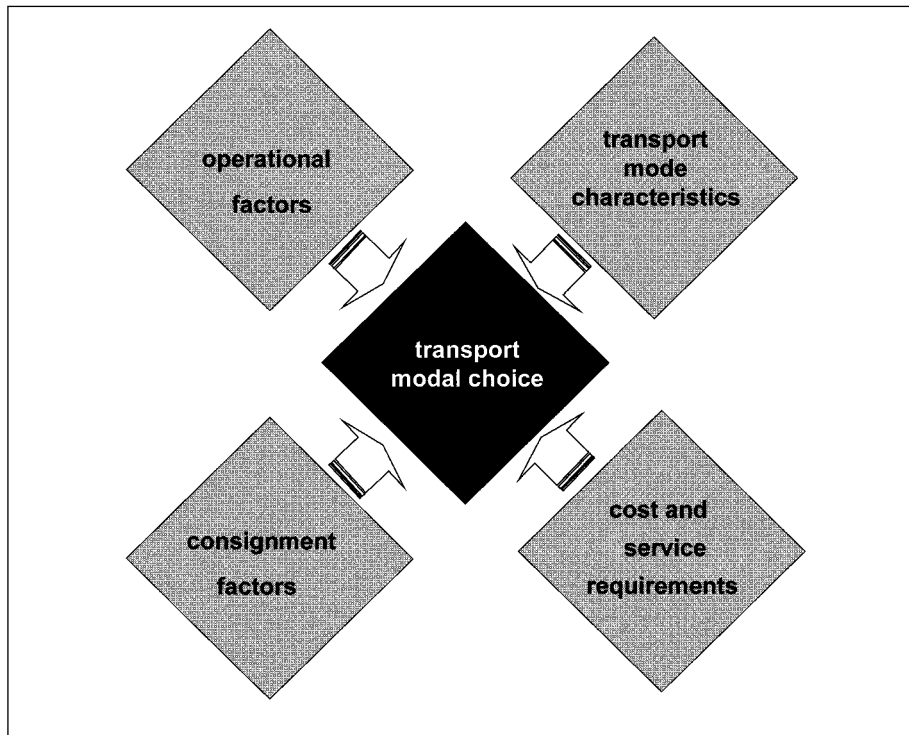 operational
factors
transport
mode
characteristics
transport
modal choice
consignment
factors
cost and
service
requirements